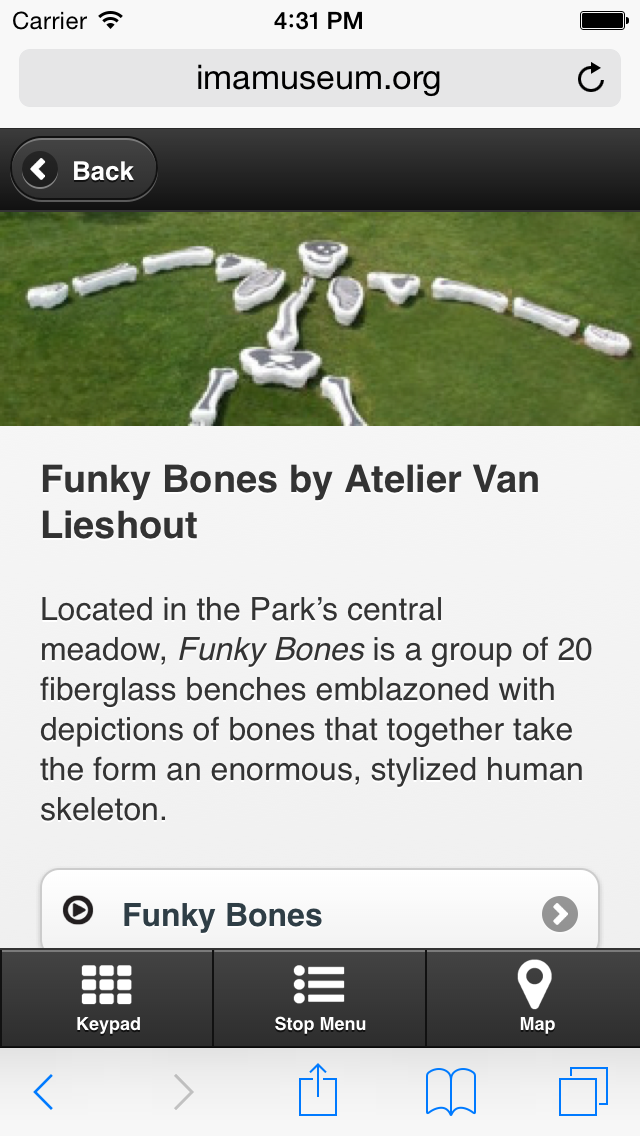 Carrier 4:31 PM
imamuseum.org
Back
Funky Bones by Atelier Van
Lieshout
Located in the Park’s central
meadow, Funky Bones is a group of 20
fiberglass benches emblazoned with
depictions of bones that together take
the form an enormous, stylized human
skeleton.
Funky Bones
Keypad Stop Menu Map